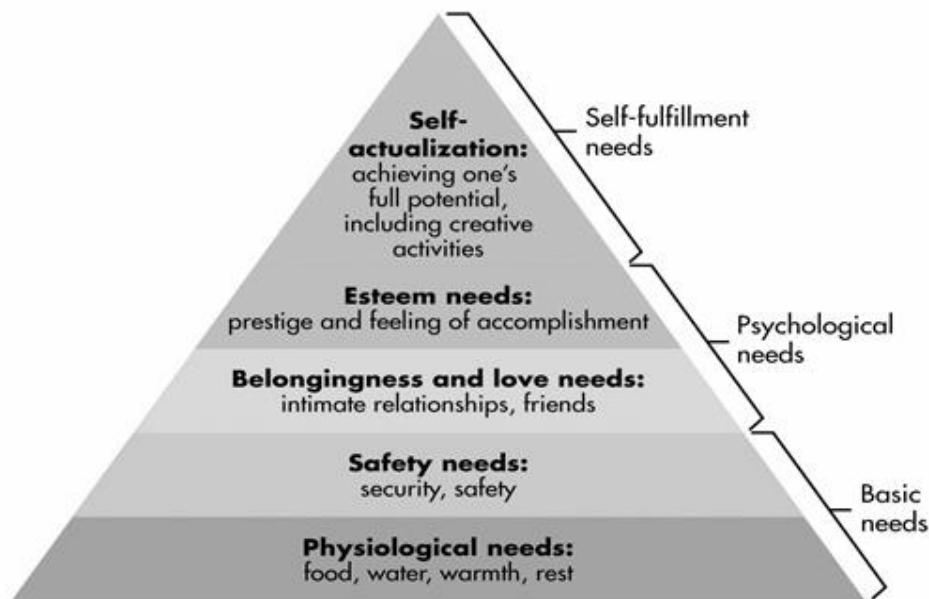 Self-
actualization:
achieving one's
full potential,
including creative
activities
Esteem needs:
prestige and feeling of accomplishment
Belongingness and love needs:
intimate relationships, friends
Safety needs:
security, safety
Physiological needs:
food, water, warmth, rest
Self-fulfillment
needs
Psychological
needs
Basic
needs